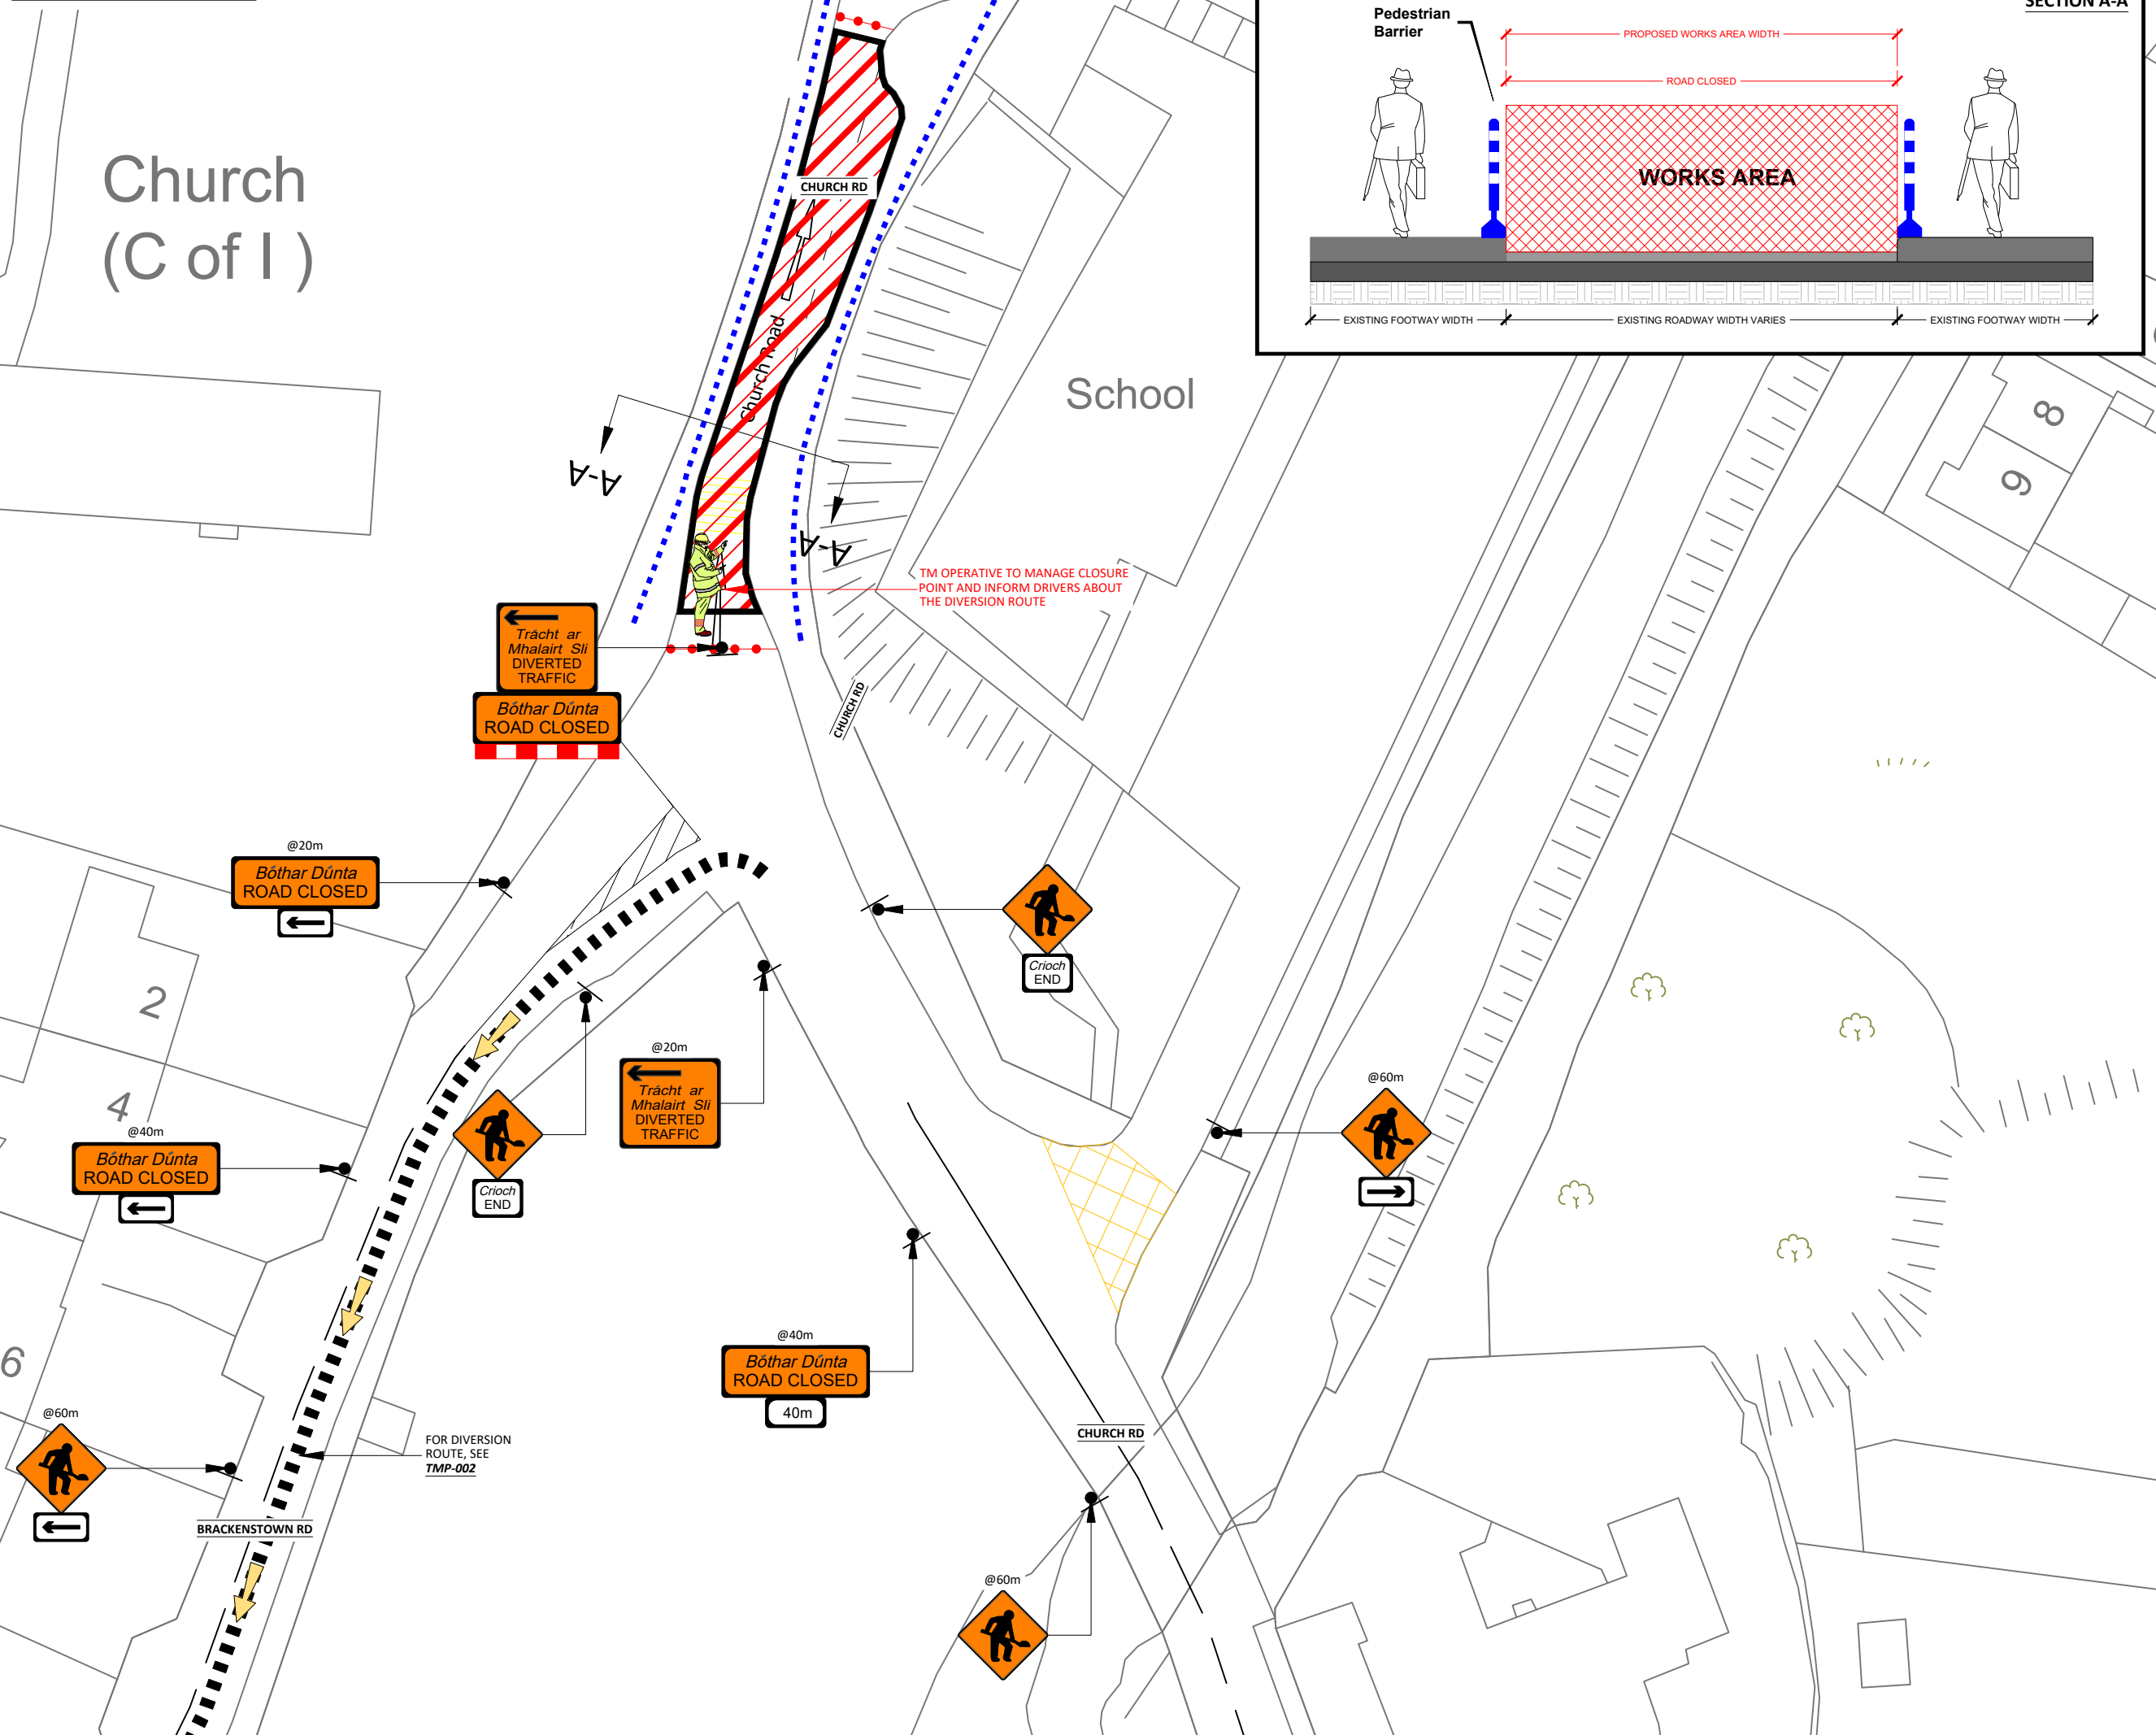 SECTION A-A
Pedestrian
Barrier
PROPOSED WORKS AREA WIDTH
ROAD CLOSED
WORKS AREA
EXISTING FOOTWAY WIDTH
EXISTING ROADWAY WIDTH VARIES
EXISTING FOOTWAY WIDTH
Church
(C of I )
CHURCH RD
Church Road
School
8
9
A-A
A-A
TM OPERATIVE TO MANAGE CLOSURE
POINT AND INFORM DRIVERS ABOUT
THE DIVERSION ROUTE
Trácht ar
Mhalairt Slí
DIVERTED
TRAFFIC
Bóthar Dúnta
ROAD CLOSED
CHURCH RD
@20m
Bóthar Dúnta
ROAD CLOSED
Crioch
END
2
@20m
Trácht ar
Mhalairt Slí
DIVERTED
TRAFFIC
4
@40m
Bóthar Dúnta
ROAD CLOSED
Crioch
END
@60m
@40m
Bóthar Dúnta
ROAD CLOSED
40m
6
@60m
FOR DIVERSION
ROUTE, SEE
TMP-002
CHURCH RD
BRACKENSTOWN RD
@60m